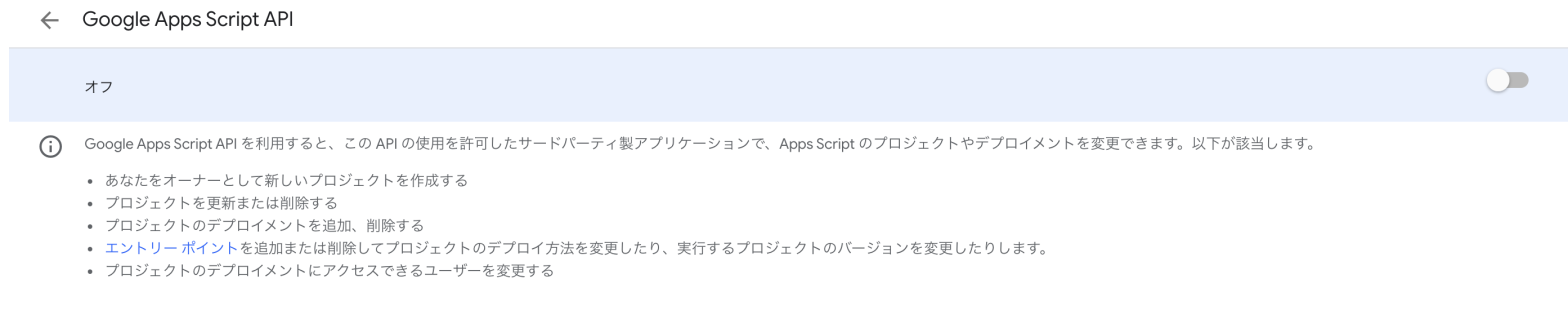 Google Apps Script API
オフ
Google Apps Script API を利用すると、この API の使用を許可したサードパーティ製アプリケーションで、Apps Script のプロジェクトやデプロイメントを変更できます。以下が該当します。
• あなたをオーナーとして新しいプロジェクトを作成する
• プロジェクトを更新または削除する
• プロジェクトのデプロイメントを追加、削除する
• エントリー ポイントを追加または削除してプロジェクトのデプロイ方法を変更したり、実行するプロジェクトのバージョンを変更したりします。
• プロジェクトのデプロイメントにアクセスできるユーザーを変更する